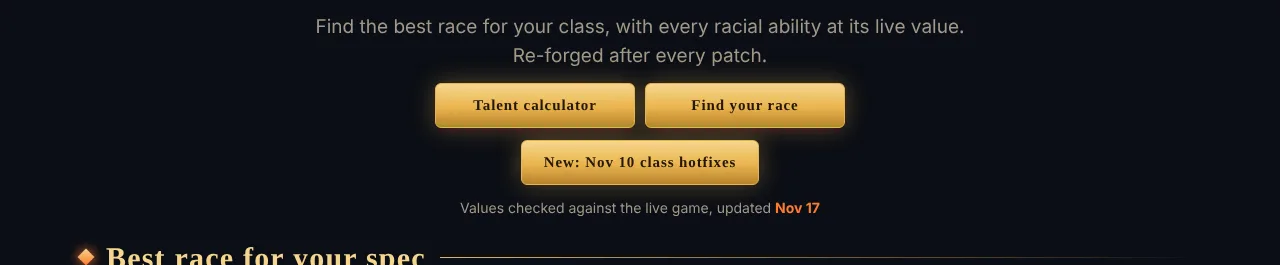 Find the best race for your class, with every racial ability at its live value.
Re-forged after every patch.
Talent calculator
Find your race
New: Nov 10 class hotfixes
Values checked against the live game, updated Nov 17
Best race for your spec